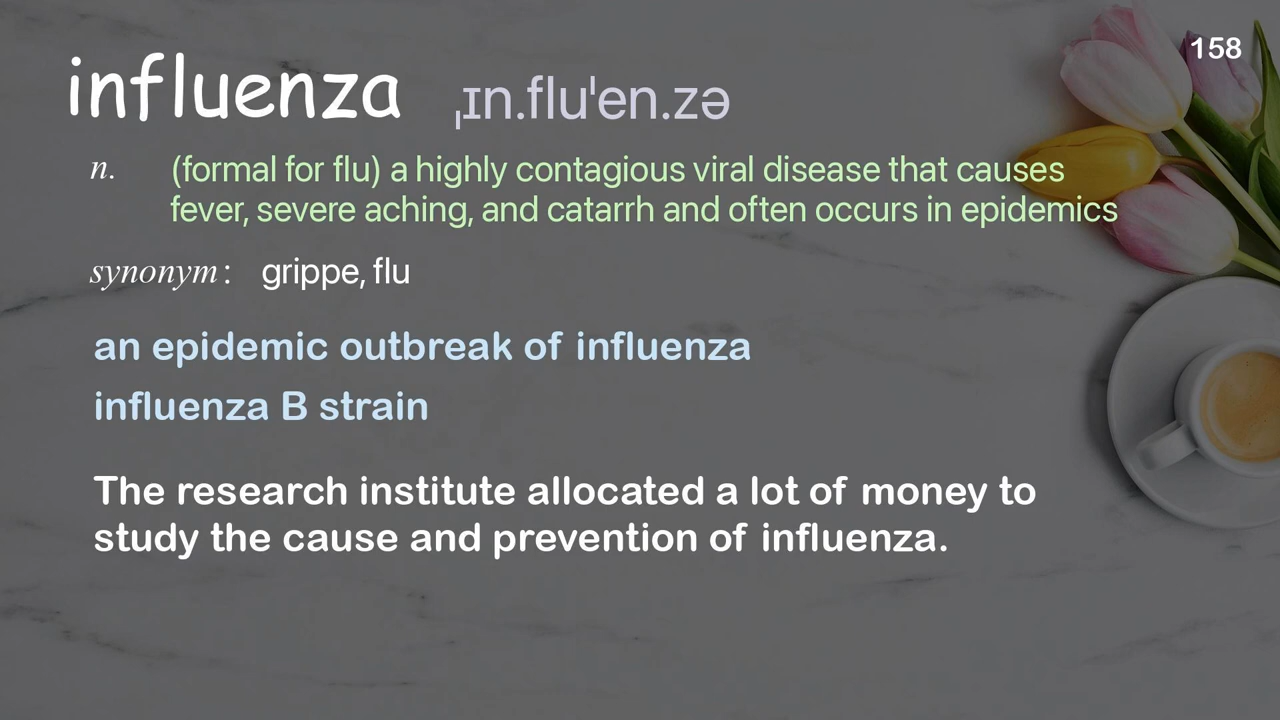 158
influenza ˌɪn.fluˈen.zə
n. (formal for flu) a highly contagious viral disease that causes
fever, severe aching, and catarrh and often occurs in epidemics
synonym: grippe, flu
an epidemic outbreak of influenza
influenza B strain
The research institute allocated a lot of money to
study the cause and prevention of influenza.